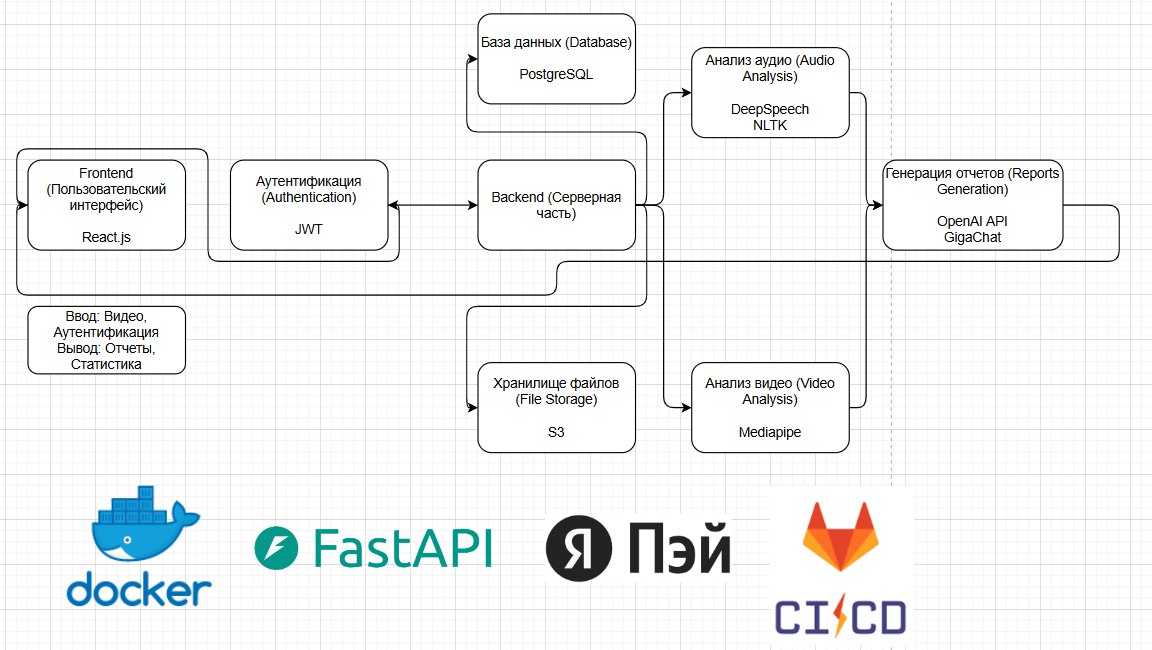 База данных (Database)
PostgreSQL
Анализ аудио (Audio
Analysis)
DeepSpeech
NLTK
Frontend
(Пользовательский
интерфейс)
React.js
Аутентификация
(Authentication)
JWT
Backend (Серверная
часть)
Генерация отчетов (Reports
Generation)
OpenAI API
GigaChat
Ввод: Видео,
Аутентификация
Вывод: Отчеты,
Статистика
Хранилище файлов
(File Storage)
S3
Анализ видео (Video
Analysis)
Mediapipe
docker
FastAPI
Я Пэй
CI CD